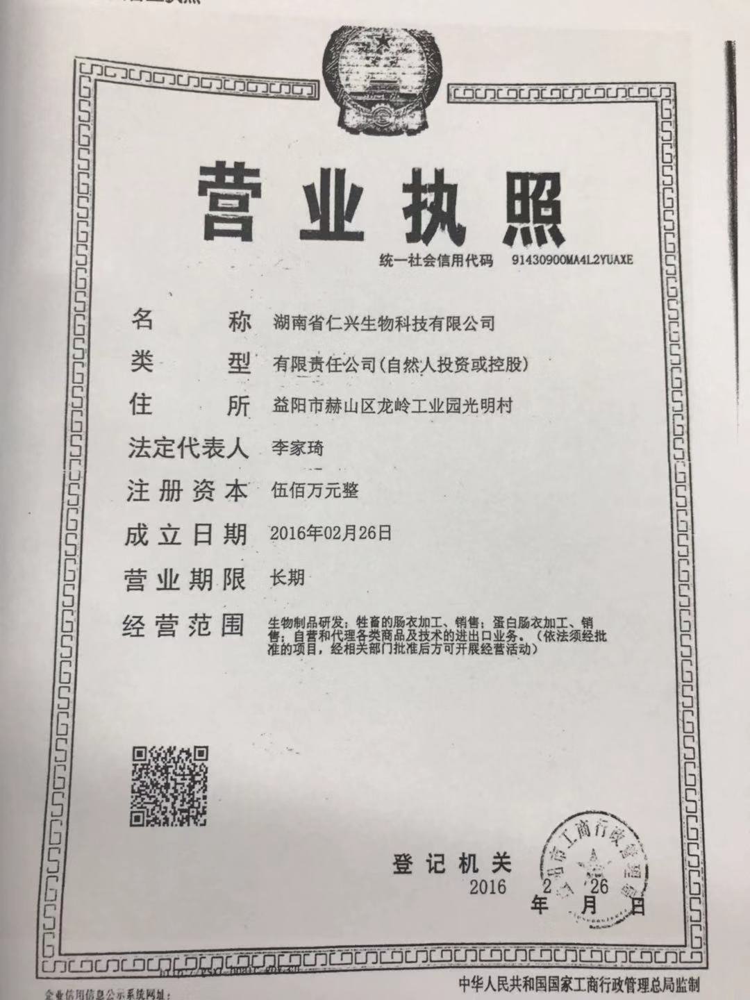 营业执照
统一社会信用代码 91430900MA4L2YUAXE
名称 湖南省仁兴生物科技有限公司
类型 有限责任公司(自然人投资或控股)
住所 益阳市赫山区龙岭工业园光明村
法定代表人 李家琦
注册资本 伍佰万元整
成立日期 2016年02月26日
营业期限 长期
经营范围 生物制品研发；牲畜的肠衣加工、销售；蛋白肠衣加工、销
售；自营和代理各类商品及技术的进出口业务。（依法须经批
准的项目，经相关部门批准后方可开展经营活动）
市工商行政管理局
登记机关
2016年2月26日
企业信用信息公示系统网址：
中华人民共和国国家工商行政管理总局监制